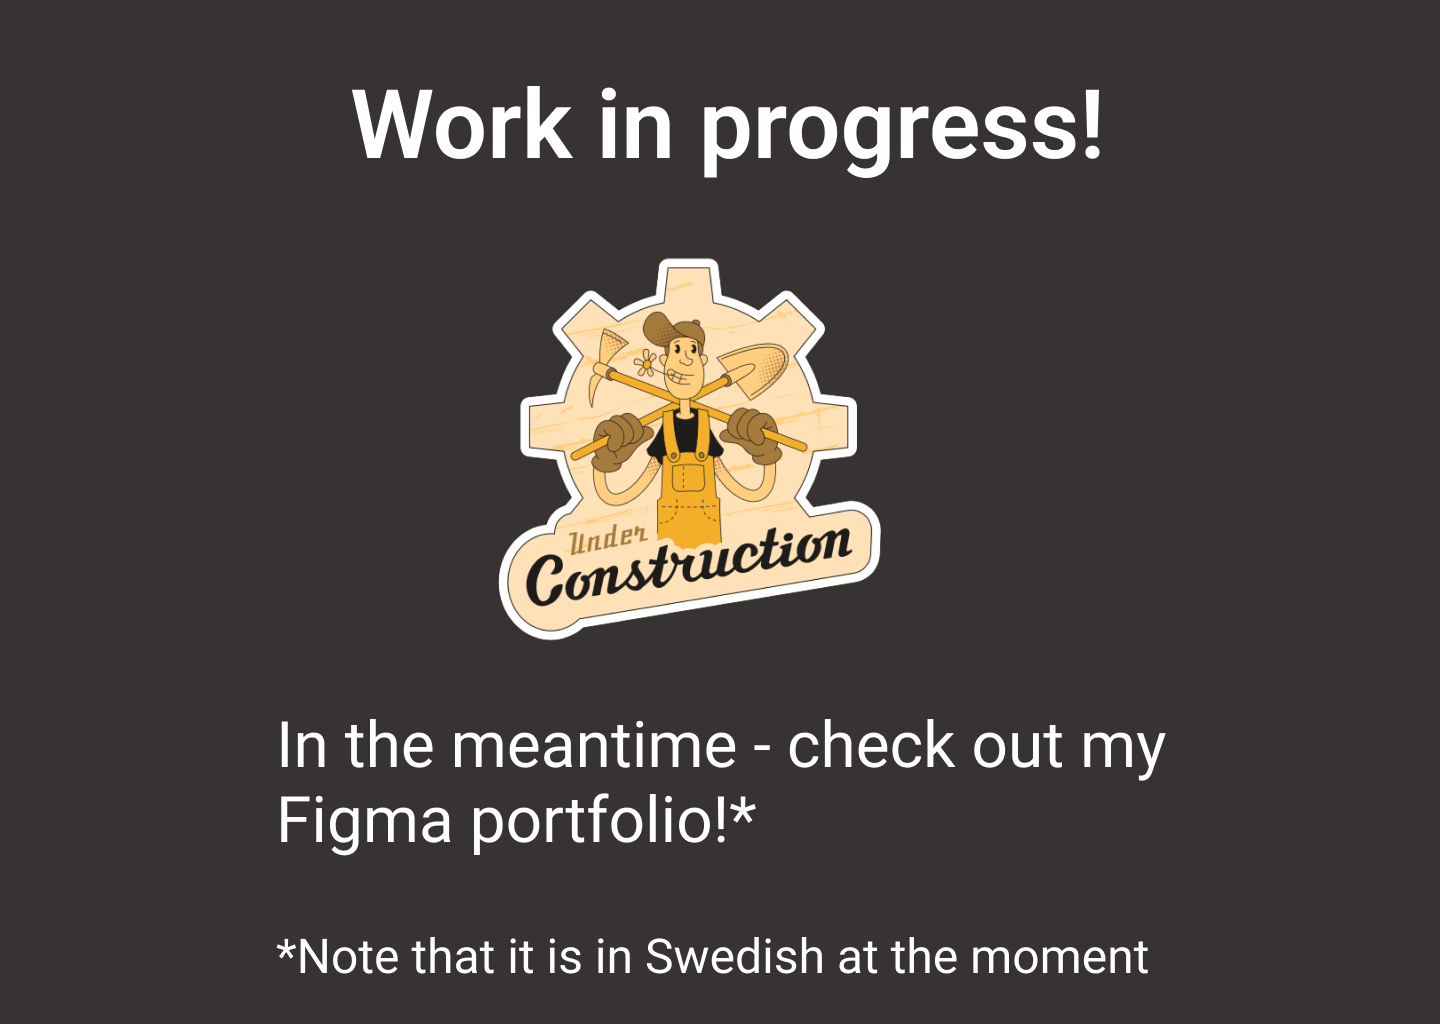 Work in progress!
Under
Construction
In the meantime - check out my
Figma portfolio!*
*Note that it is in Swedish at the moment